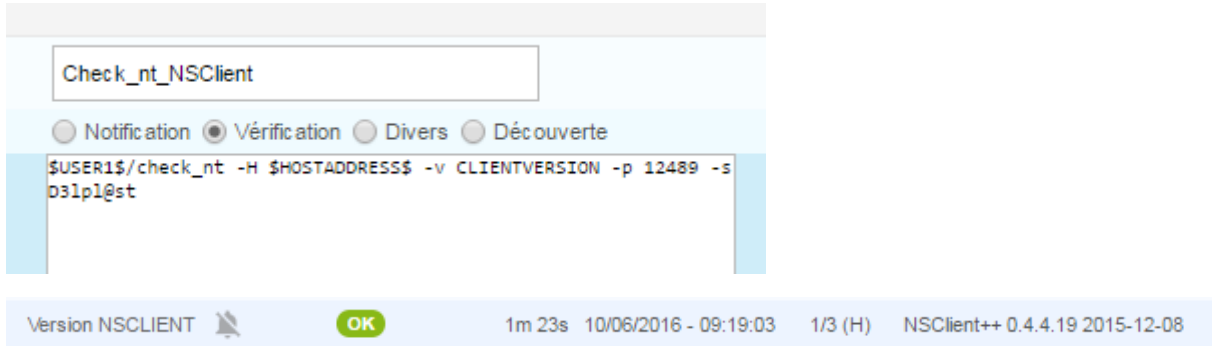 Check_nt_NSClient
Notification Vérification Divers Découverte
$USER1$/check_nt -H $HOSTADDRESS$ -v CLIENTVERSION -p 12489 -s
D3lpl@st
Version NSCLIENT OK 1m 23s 10/06/2016 - 09:19:03 1/3 (H) NSClient++ 0.4.4.19 2015-12-08